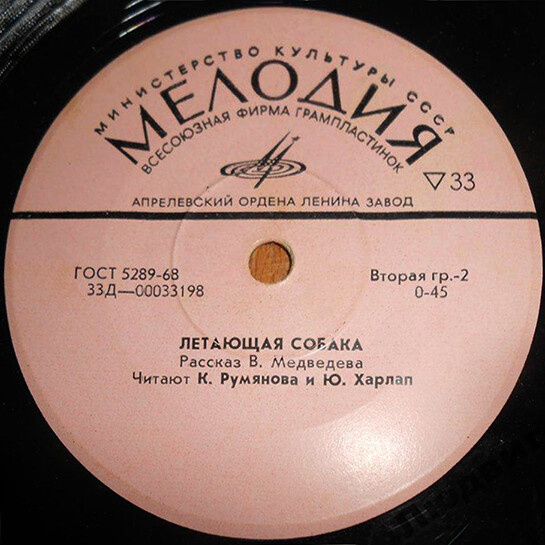 МИНИСТЕРСТВО КУЛЬТУРЫ СССР
МЕЛОДИЯ
ВСЕСОЮЗНАЯ ФИРМА ГРАМПЛАСТИНОК
▽33
АПРЕЛЕВСКИЙ ОРДЕНА ЛЕНИНА ЗАВОД
ГОСТ 5289-68
33Д—00033198
Вторая гр.-2
0-45
ЛЕТАЮЩАЯ СОБАКА
Рассказ В. Медведева
Читают К. Румянова и Ю. Харлап